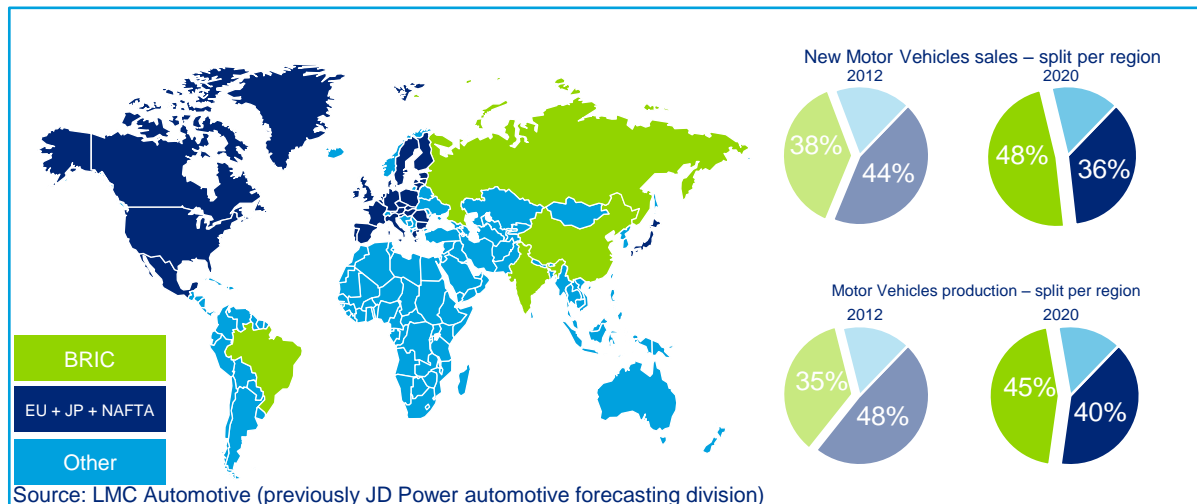 New Motor Vehicles sales – split per region
2012
2020
38%
44%
48%
36%
Motor Vehicles production – split per region
2012
2020
35%
48%
45%
40%
BRIC
EU + JP + NAFTA
Other
Source: LMC Automotive (previously JD Power automotive forecasting division)